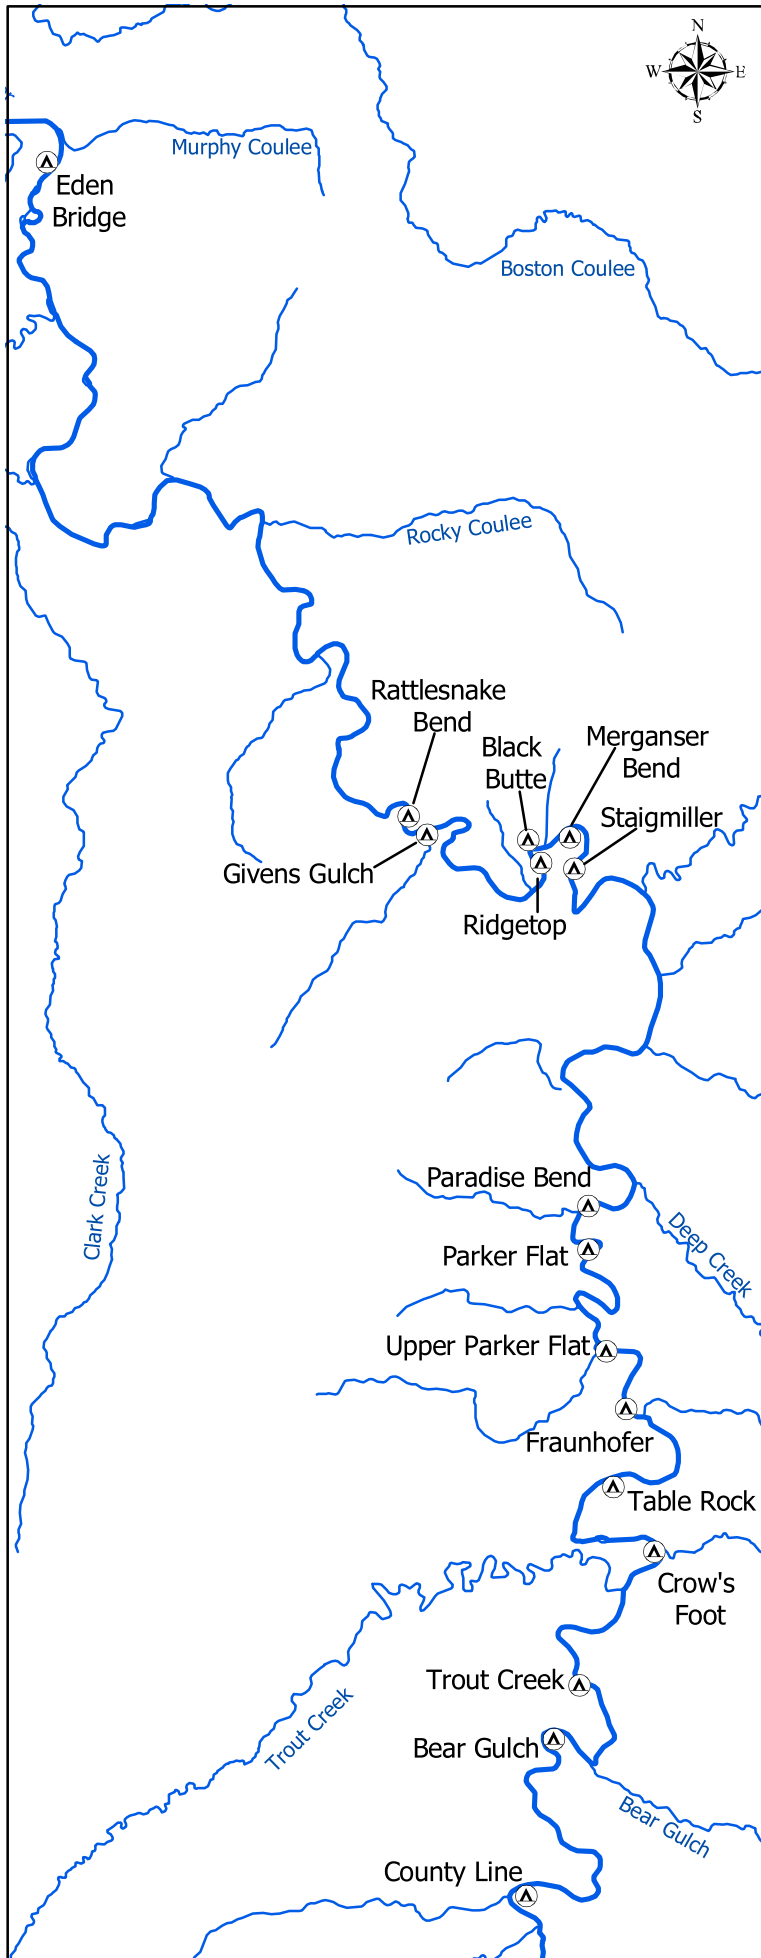 N
W E
S
Murphy Coulee
Eden
Bridge
Boston Coulee
Rocky Coulee
Rattlesnake
Bend
Black
Butte
Merganser
Bend
Staigmiller
Givens Gulch
Ridgetop
Clark Creek
Paradise Bend
Deep Creek
Parker Flat
Upper Parker Flat
Fraunhofer
Table Rock
Crow's
Foot
Trout Creek
Trout Creek
Bear Gulch
Bear Gulch
County Line